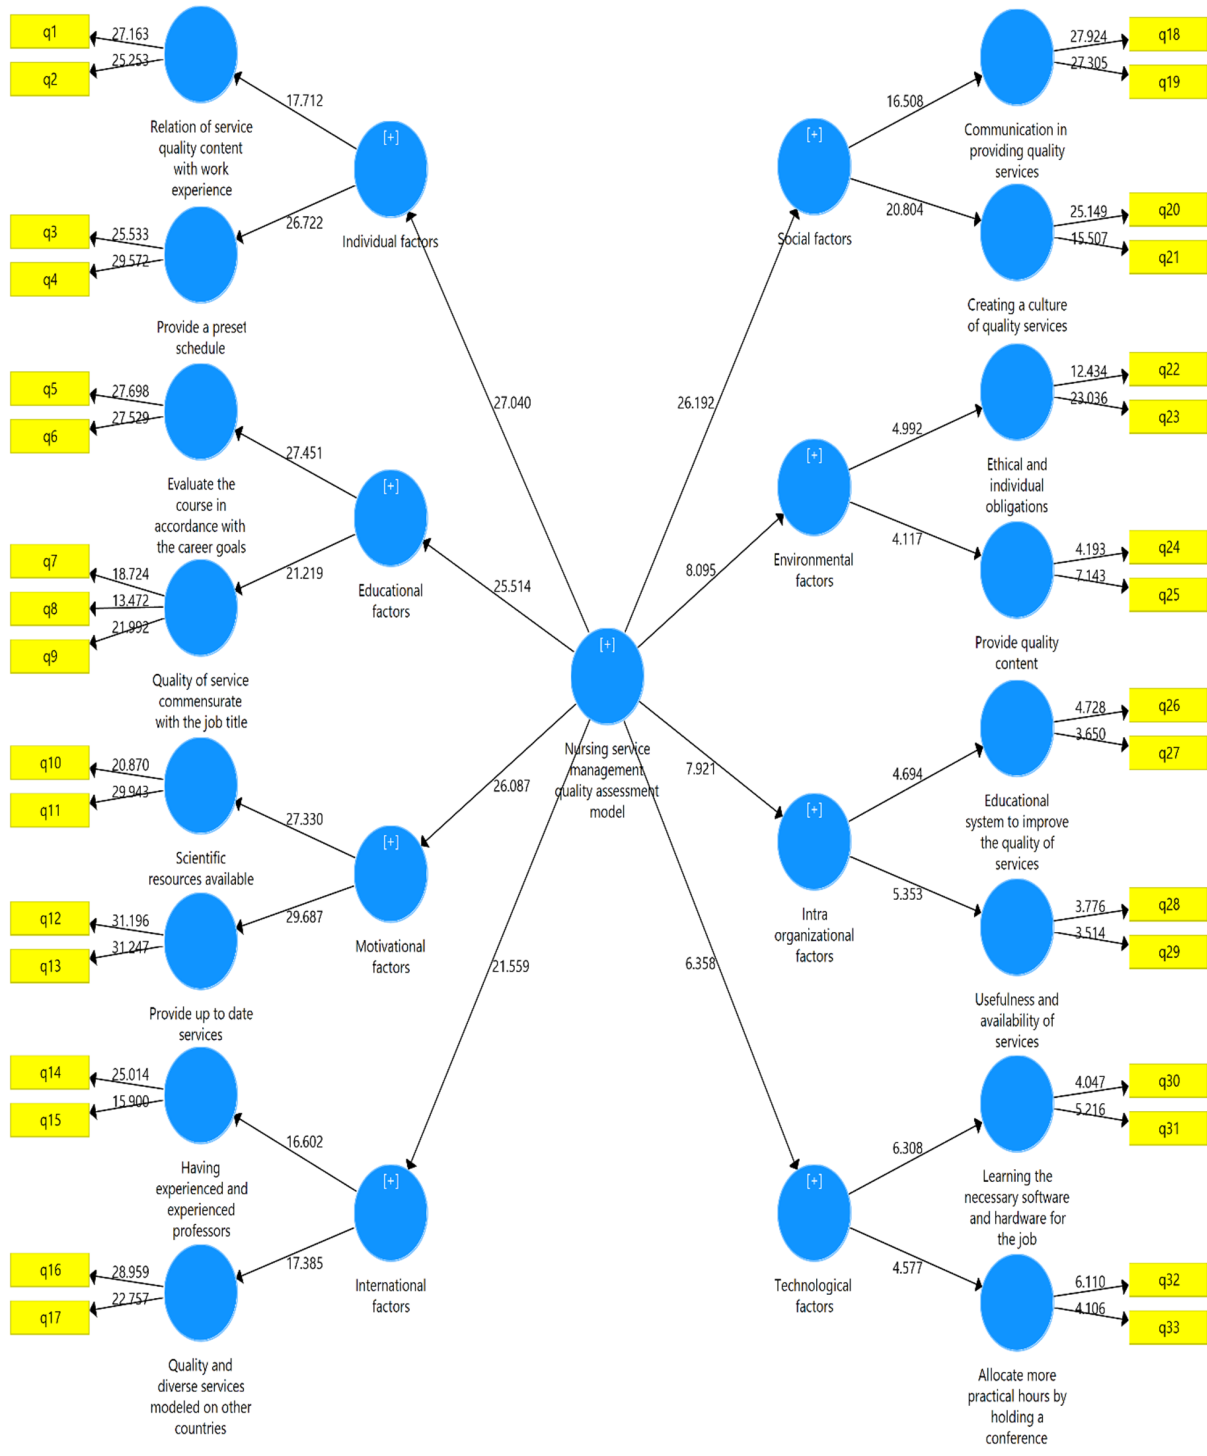 q1
27.163
25.253
q2
Relation of service
quality content
with work
experience
17.712
[+]
26.722
Individual factors
q3
25.533
29.572
q4
Provide a preset
schedule
q5
27.698
27.529
q6
Evaluate the
course in
accordance with
the career goals
27.451
[+]
21.219
Educational
factors
q7
18.724
q8
13.472
21.992
q9
Quality of service
commensurate
with the job title
q10
20.870
29.943
q11
Scientific
resources available
27.330
[+]
29.687
Motivational
factors
q12
31.196
31.247
q13
Provide up to date
services
q14
25.014
15.900
q15
Having
experienced and
experienced
professors
16.602
[+]
17.385
International
factors
q16
28.959
22.757
q17
Quality and
diverse services
modeled on other
countries
27.040
26.192
25.514
8.095
[+]
Nursing service
management
quality assessment
model
26.087
7.921
21.559
6.358
16.508
[+]
20.804
Social factors
27.924
q18
27.305
q19
Communication in
providing quality
services
25.149
q20
15.507
q21
Creating a culture
of quality services
4.992
[+]
4.117
Environmental
factors
12.434
q22
23.036
q23
Ethical and
individual
obligations
4.193
q24
7.143
q25
Provide quality
content
4.694
[+]
5.353
Intra
organizational
factors
4.728
q26
3.650
q27
Educational
system to improve
the quality of
services
3.776
q28
3.514
q29
Usefulness and
availability of
services
6.308
[+]
4.577
Technological
factors
4.047
q30
5.216
q31
Learning the
necessary software
and hardware for
the job
6.110
q32
4.106
q33
Allocate more
practical hours by
holding a
conference